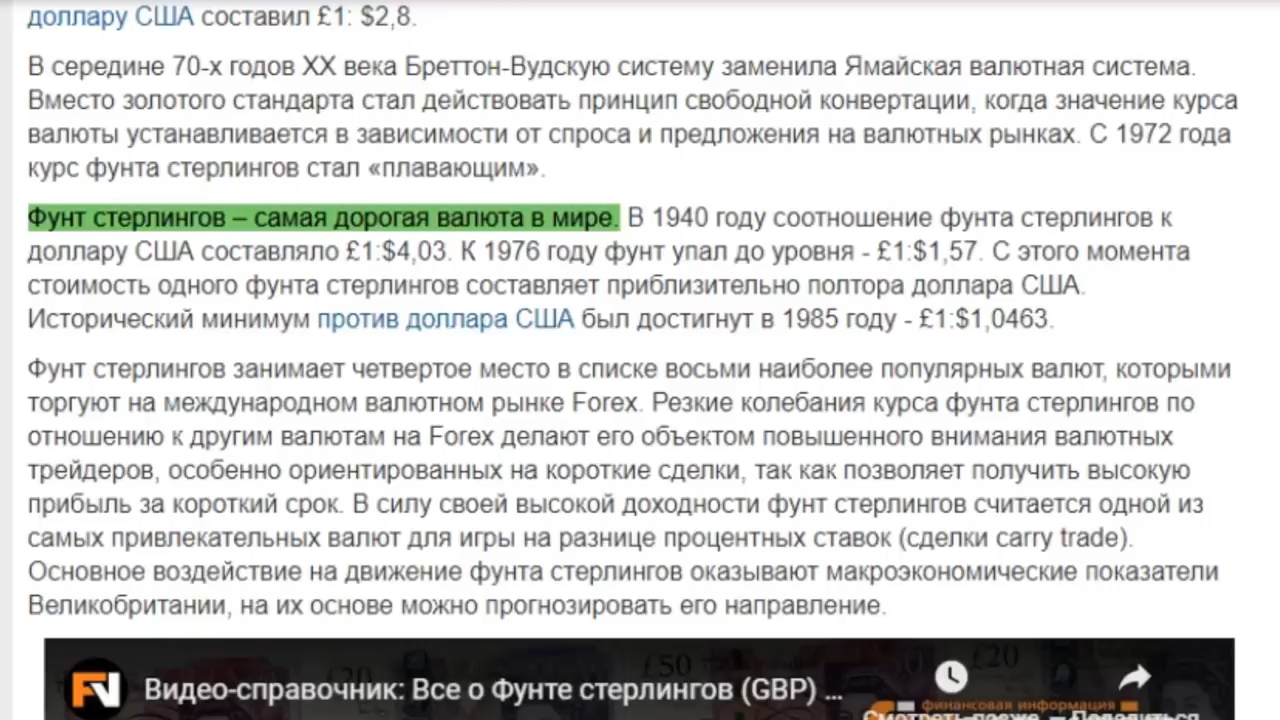 доллару США составил £1: $2,8.
В середине 70-х годов XX века Бреттон-Вудскую систему заменила Ямайская валютная система.
Вместо золотого стандарта стал действовать принцип свободной конвертации, когда значение курса
валюты устанавливается в зависимости от спроса и предложения на валютных рынках. С 1972 года
курс фунта стерлингов стал «плавающим».
Фунт стерлингов – самая дорогая валюта в мире. В 1940 году соотношение фунта стерлингов к
доллару США составляло £1:$4,03. К 1976 году фунт упал до уровня - £1:$1,57. С этого момента
стоимость одного фунта стерлингов составляет приблизительно полтора доллара США.
Исторический минимум против доллара США был достигнут в 1985 году - £1:$1,0463.
Фунт стерлингов занимает четвертое место в списке восьми наиболее популярных валют, которыми
торгуют на международном валютном рынке Forex. Резкие колебания курса фунта стерлингов по
отношению к другим валютам на Forex делают его объектом повышенного внимания валютных
трейдеров, особенно ориентированных на короткие сделки, так как позволяет получить высокую
прибыль за короткий срок. В силу своей высокой доходности фунт стерлингов считается одной из
самых привлекательных валют для игры на разнице процентных ставок (сделки carry trade).
Основное воздействие на движение фунта стерлингов оказывают макроэкономические показатели
Великобритании, на их основе можно прогнозировать его направление.
£20 £50 £20
FN Видео-справочник: Все о Фунте стерлингов (GBP) ...
финансовая информация
Смотреть позже Поделиться